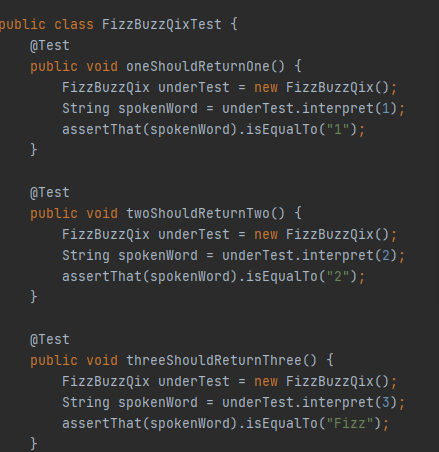 public class FizzBuzzQixTest {
@Test
public void oneShouldReturnOne() {
FizzBuzzQix underTest = new FizzBuzzQix();
String spokenWord = underTest.interpret(1);
assertThat(spokenWord).isEqualTo("1");
}
@Test
public void twoShouldReturnTwo() {
FizzBuzzQix underTest = new FizzBuzzQix();
String spokenWord = underTest.interpret(2);
assertThat(spokenWord).isEqualTo("2");
}
@Test
public void threeShouldReturnThree() {
FizzBuzzQix underTest = new FizzBuzzQix();
String spokenWord = underTest.interpret(3);
assertThat(spokenWord).isEqualTo("Fizz");
}